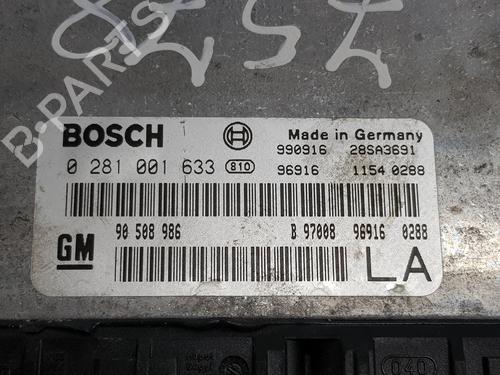 B-PARTS
BOSCH
Made in Germany
990916 28SA3691
0 281 001 633 810
96916 1154 0288
90 508 986 B 97008 96916 0288
GM
LA
040